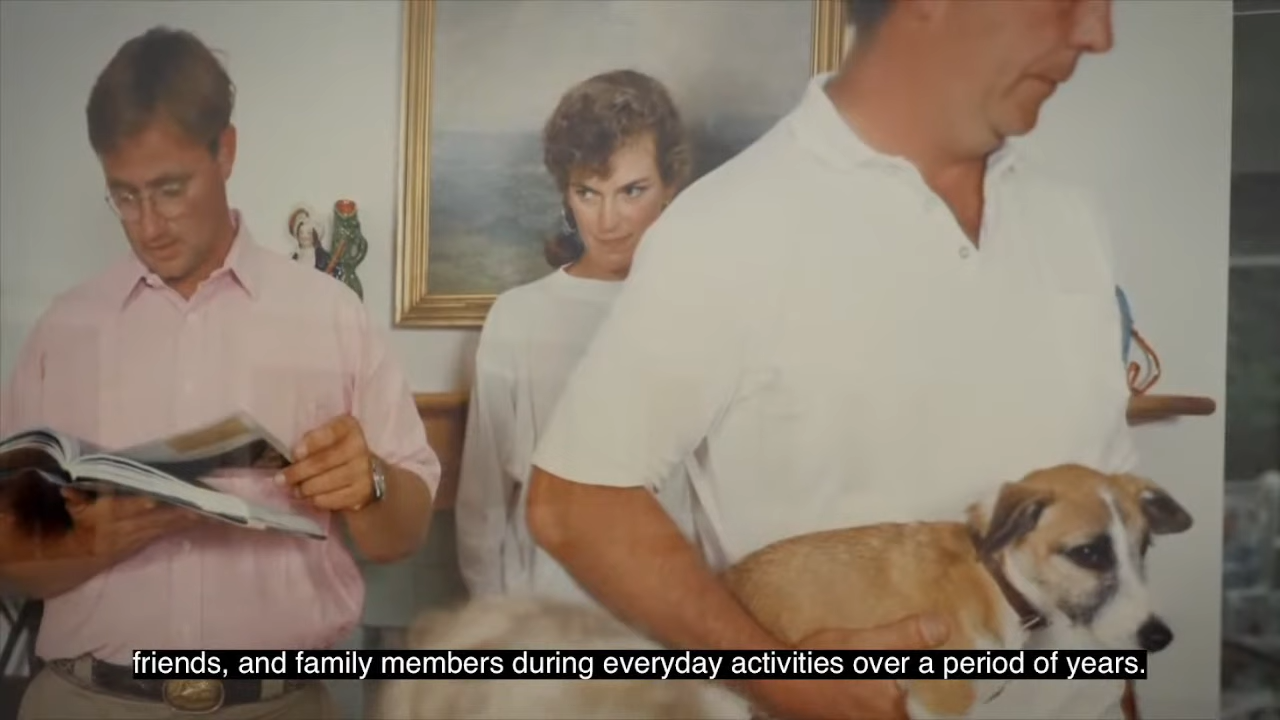 friends, and family members during everyday activities over a period of years.